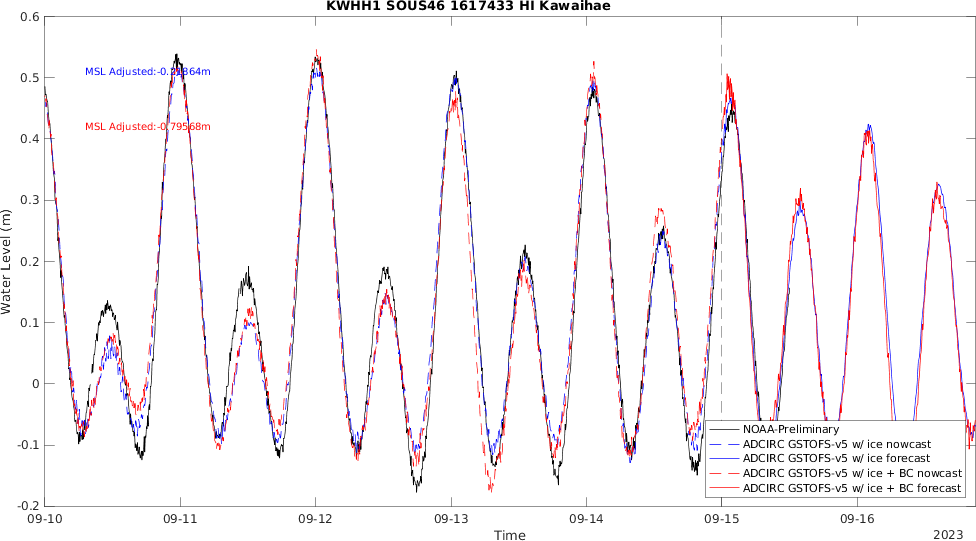 KWHH1 SOUS46 1617433 HI Kawaihae
0.6
0.5
0.4
0.3
0.2
0.1
0
-0.1
-0.2
Water Level (m)
MSL Adjusted:-0.21364m
MSL Adjusted:-0.79568m
NOAA-Preliminary
ADCIRC GSTOFS-v5 w/ ice nowcast
ADCIRC GSTOFS-v5 w/ ice forecast
ADCIRC GSTOFS-v5 w/ ice + BC nowcast
ADCIRC GSTOFS-v5 w/ ice + BC forecast
09-10 09-11 09-12 09-13 09-14 09-15 09-16
Time
2023